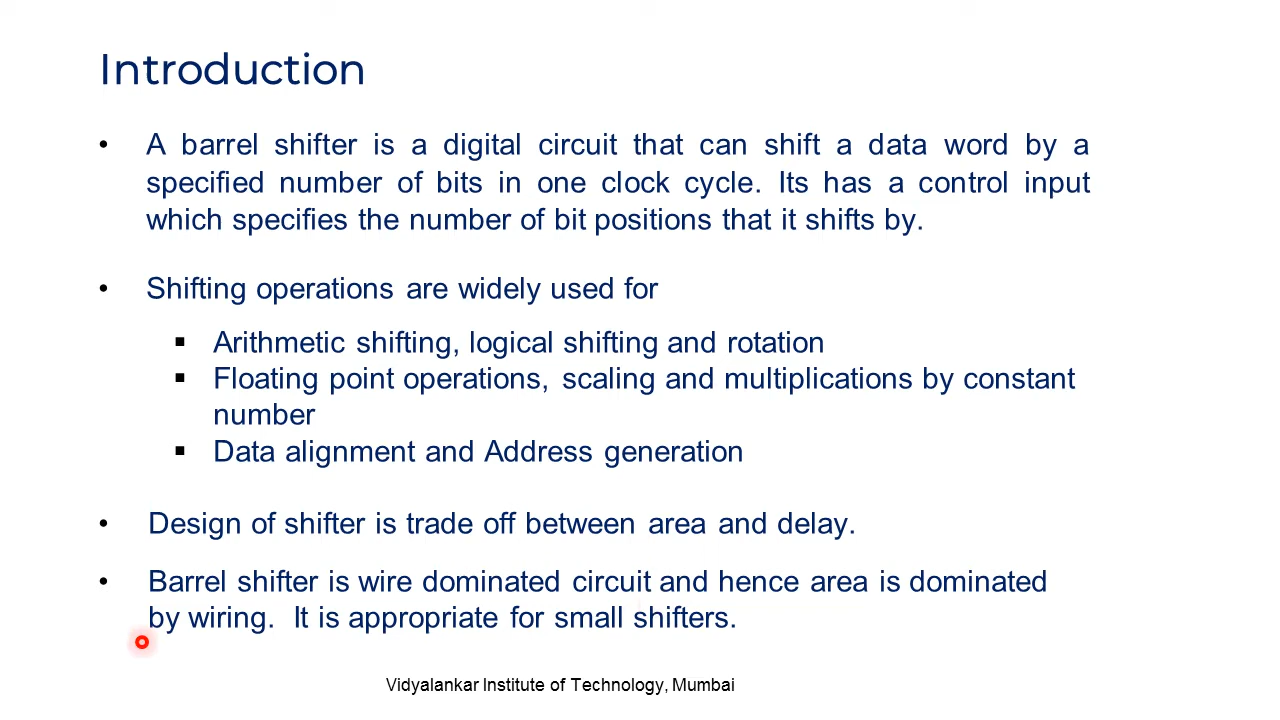 Introduction
• A barrel shifter is a digital circuit that can shift a data word by a
specified number of bits in one clock cycle. Its has a control input
which specifies the number of bit positions that it shifts by.
• Shifting operations are widely used for
▪ Arithmetic shifting, logical shifting and rotation
▪ Floating point operations, scaling and multiplications by constant
number
▪ Data alignment and Address generation
• Design of shifter is trade off between area and delay.
• Barrel shifter is wire dominated circuit and hence area is dominated
by wiring. It is appropriate for small shifters.
Vidyalankar Institute of Technology, Mumbai